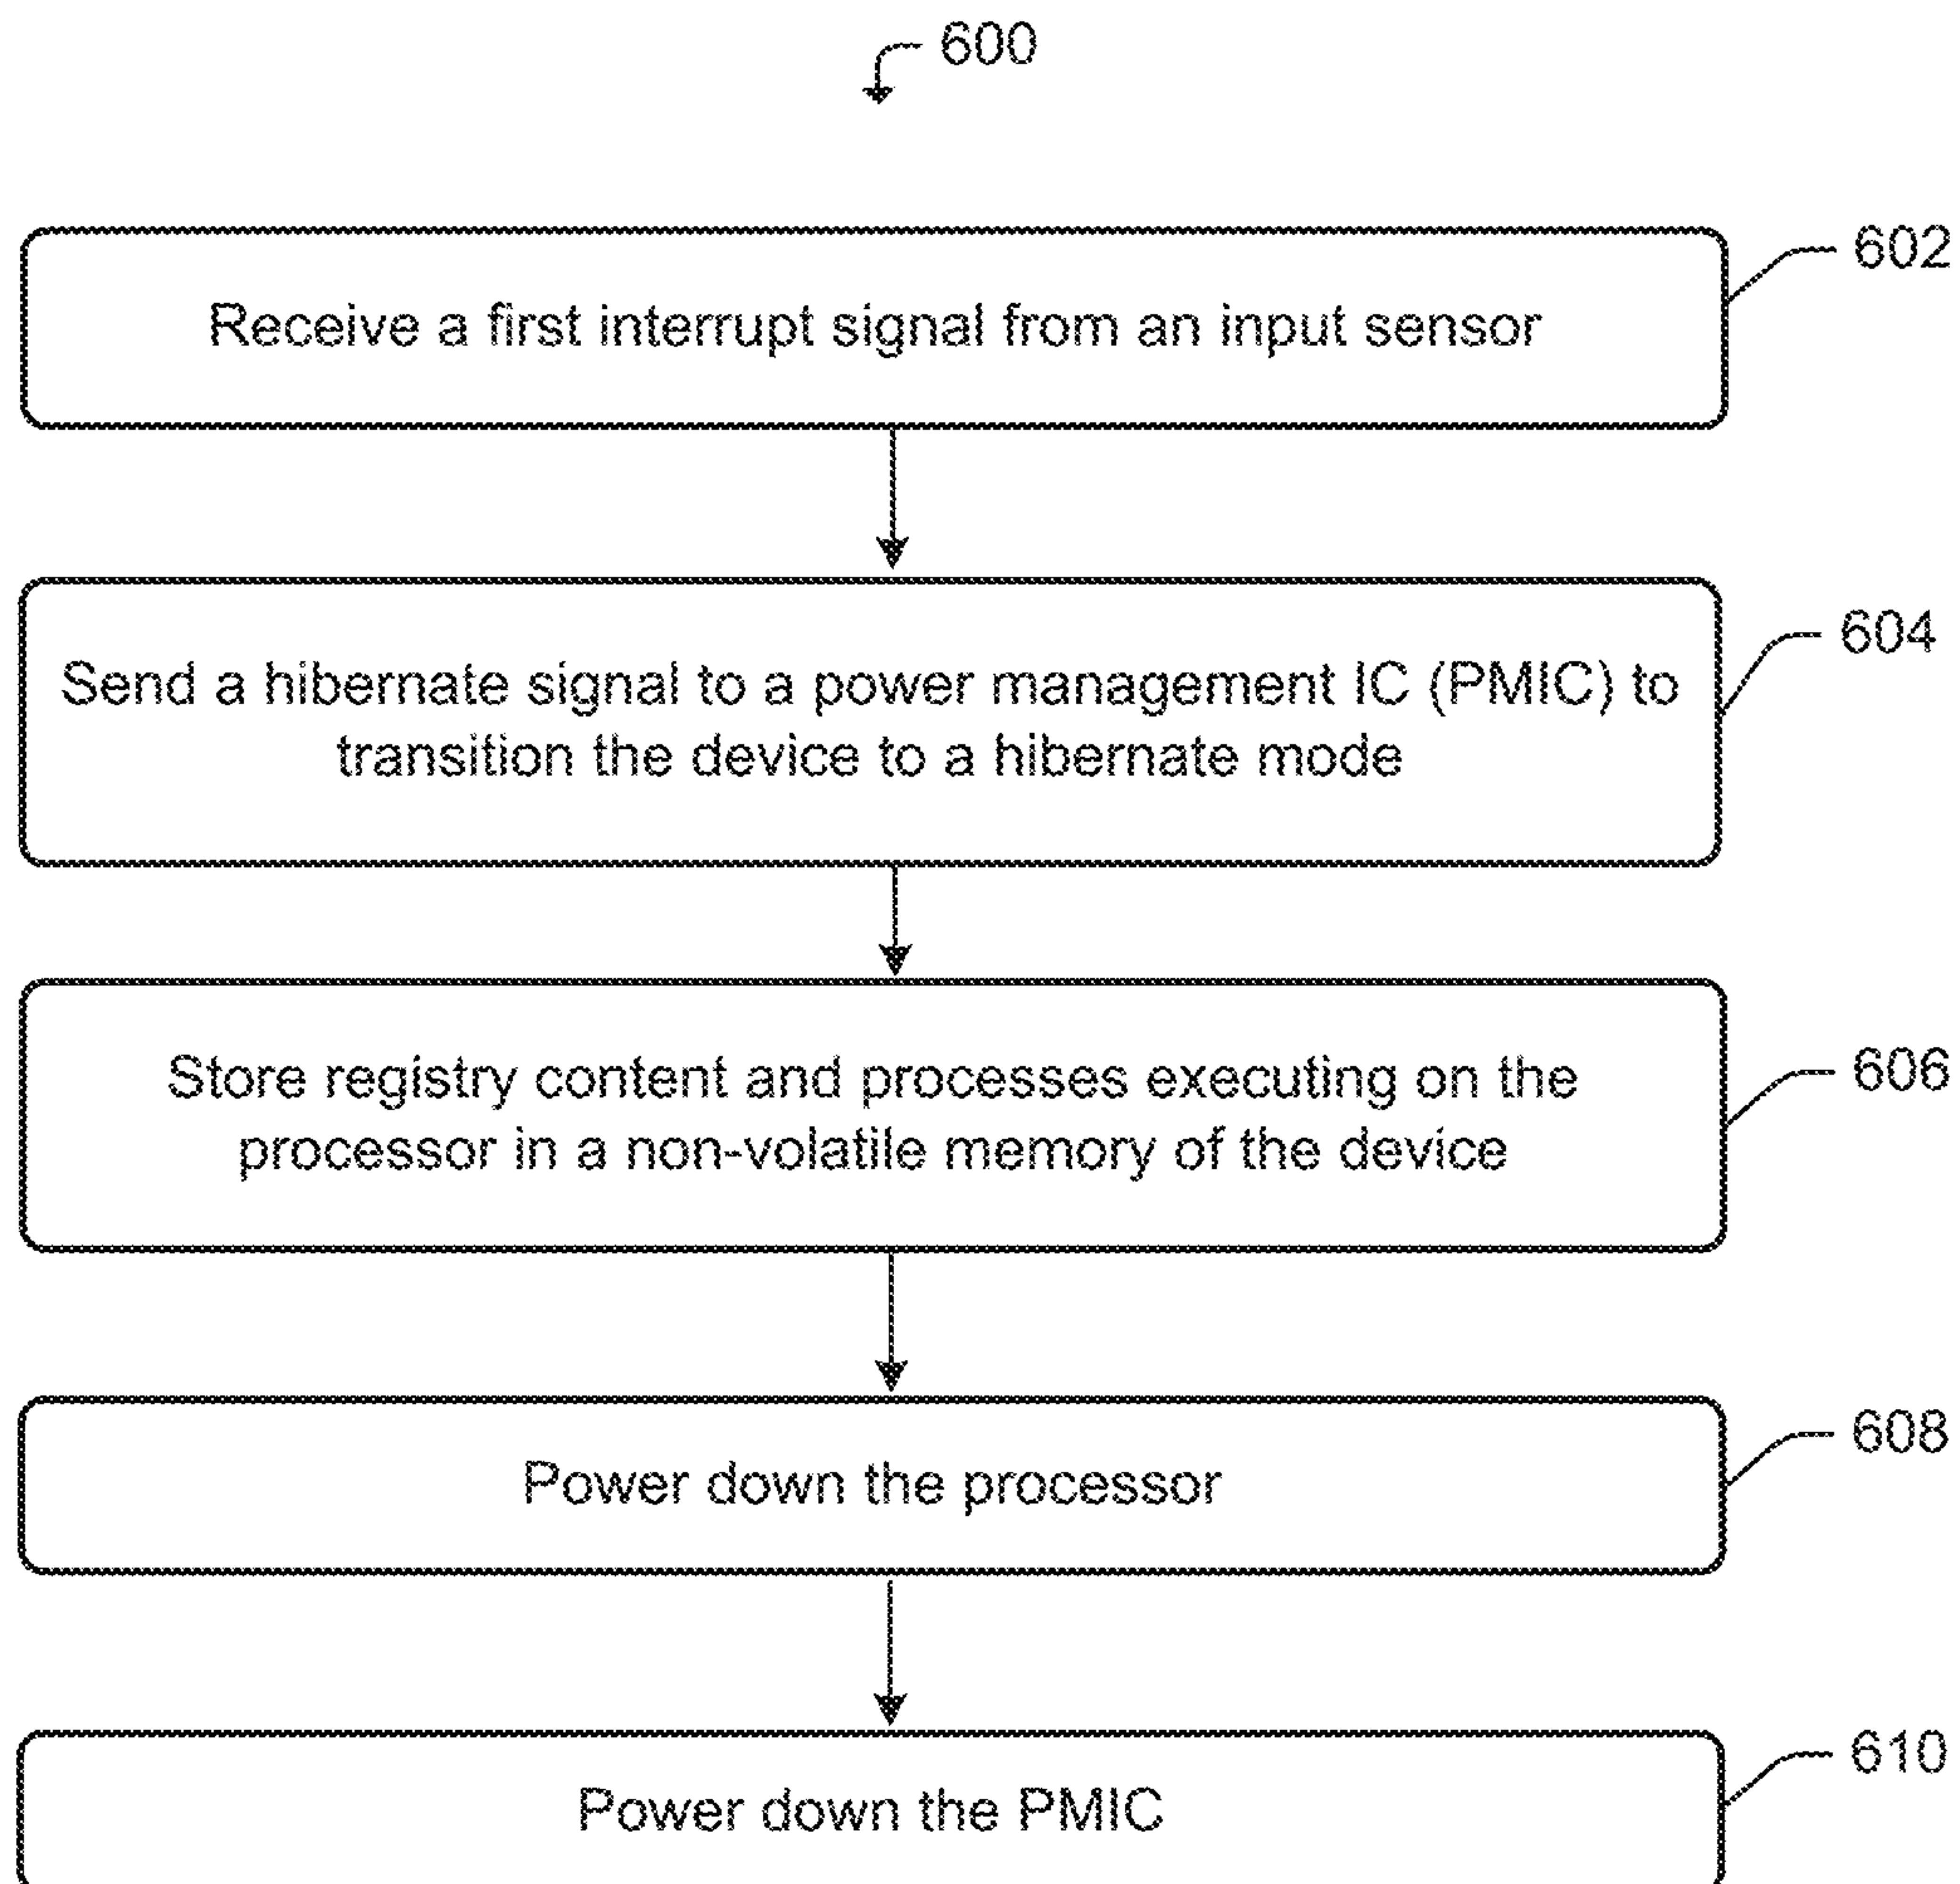 600
602
Receive a first interrupt signal from an input sensor
604
Send a hibernate signal to a power management IC (PMIC) to
transition the device to a hibernate mode
606
Store registry content and processes executing on the
processor in a non-volatile memory of the device
608
Power down the processor
610
Power down the PMIC